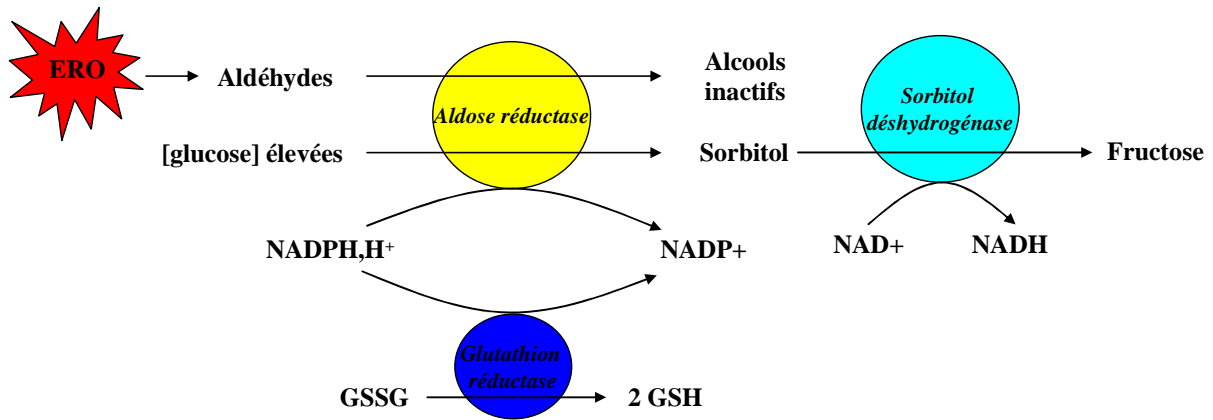 ERO
Aldéhydes
Alcools
inactifs
Aldose réductase
Sorbitol
déshydrogénase
[glucose] élevées
Sorbitol
Fructose
NADPH,H⁺
NADP+
NAD+
NADH
Glutathion
réductase
GSSG
2 GSH